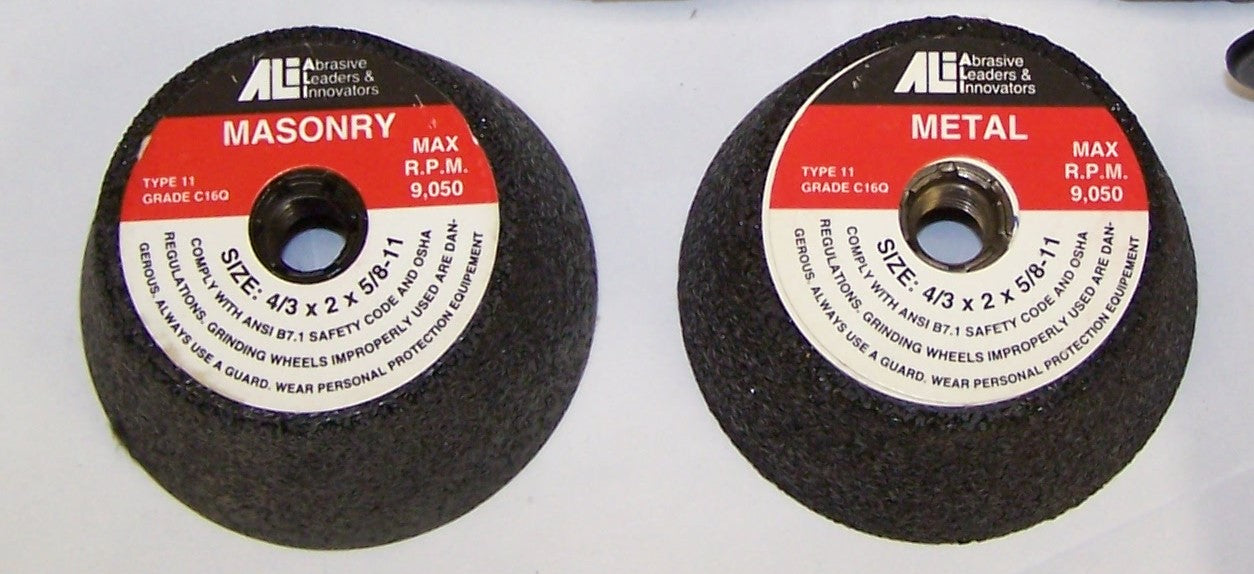 ALI Abrasive
Leaders &
Innovators
MASONRY
MAX
R.P.M.
9,050
TYPE 11
GRADE C16Q
SIZE: 4/3 x 2 x 5/8-11
COMPLY WITH ANSI B7.1 SAFETY CODE AND OSHA
REGULATIONS. GRINDING WHEELS IMPROPERLY USED ARE DAN-
GEROUS. ALWAYS USE A GUARD. WEAR PERSONAL PROTECTION EQUIPEMENT
ALI Abrasive
Leaders &
Innovators
METAL
MAX
R.P.M.
9,050
TYPE 11
GRADE C16Q
SIZE: 4/3 x 2 x 5/8-11
COMPLY WITH ANSI B7.1 SAFETY CODE AND OSHA
REGULATIONS. GRINDING WHEELS IMPROPERLY USED ARE DAN-
GEROUS. ALWAYS USE A GUARD. WEAR PERSONAL PROTECTION EQUIPEMENT